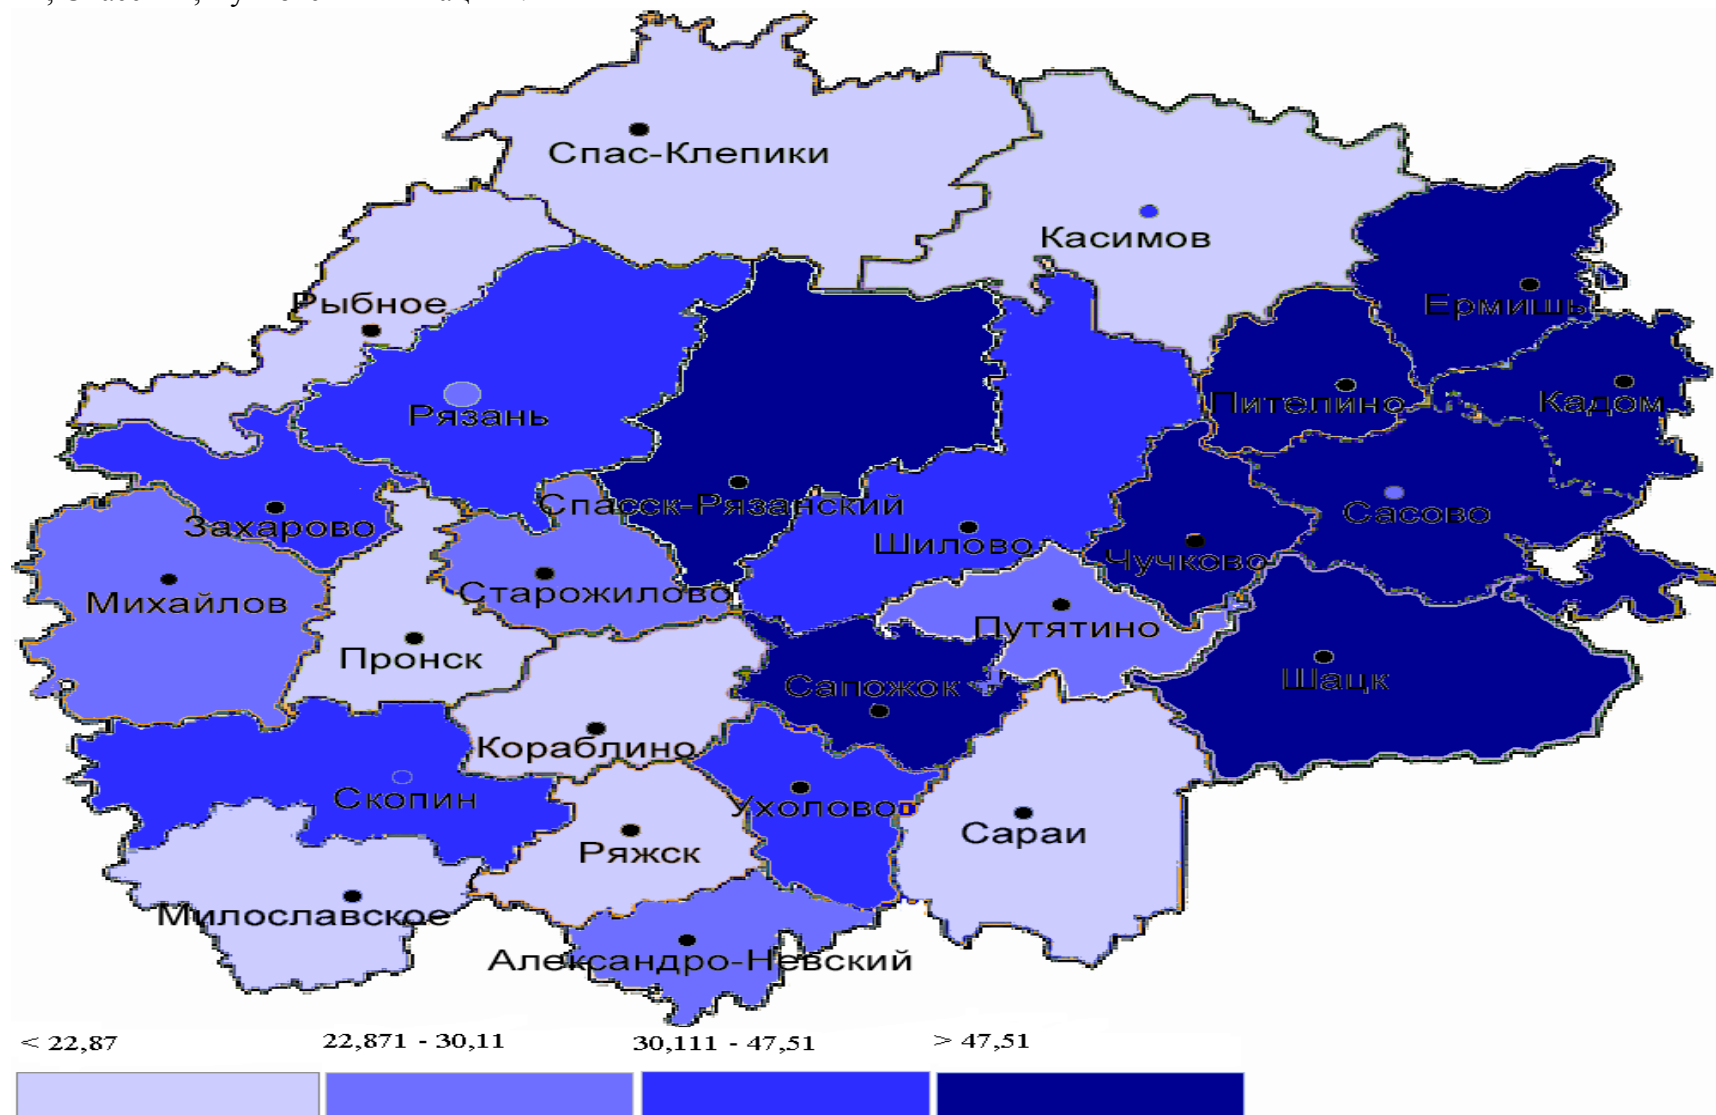 Спас-Клепики
Касимов
Рыбное
Ермишь
Рязань
Пителино
Кадом
Спасск-Рязанский
Захарово
Сасово
Шилово
Чучково
Михайлов
Старожилово
Путятино
Пронск
Сапожок
Шацк
Кораблино
Скопин
Ухолово
Сараи
Ряжск
Милославское
Александро-Невский
< 22,87
22,871 - 30,11
30,111 - 47,51
> 47,51